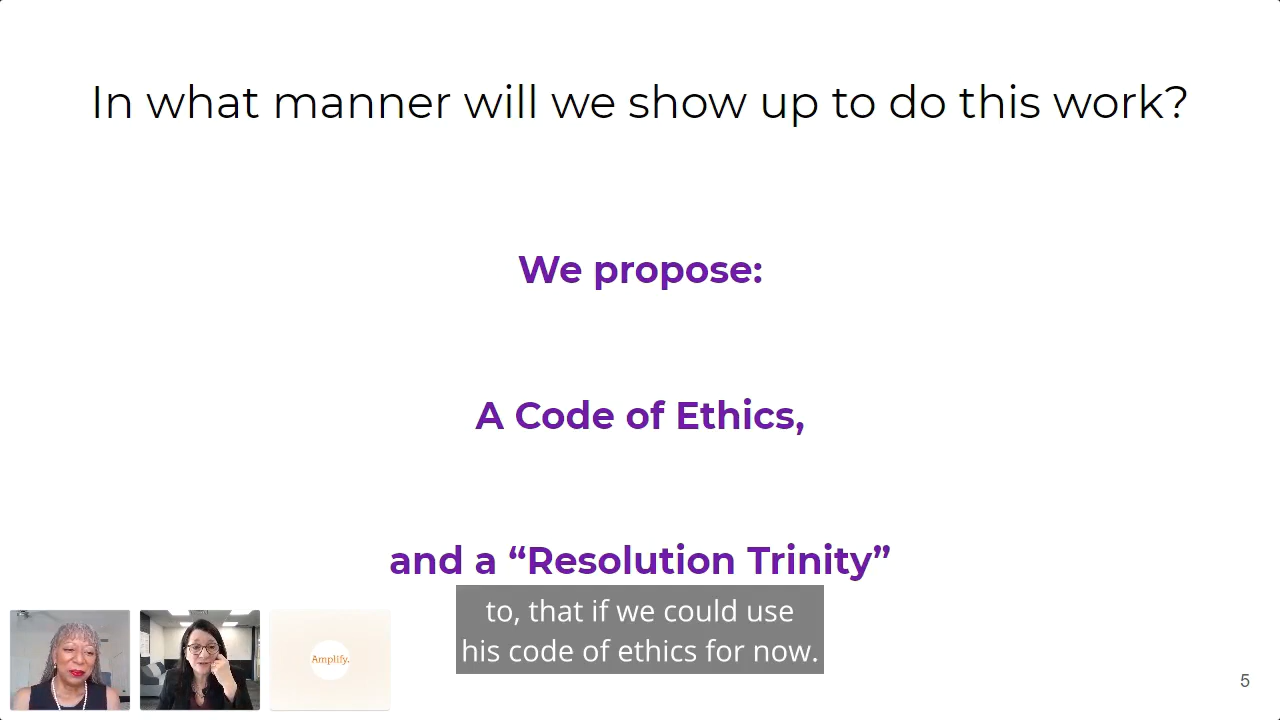 In what manner will we show up to do this work?
We propose:
A Code of Ethics,
and a “Resolution Trinity”
to, that if we could use
his code of ethics for now.
Amplify.
5